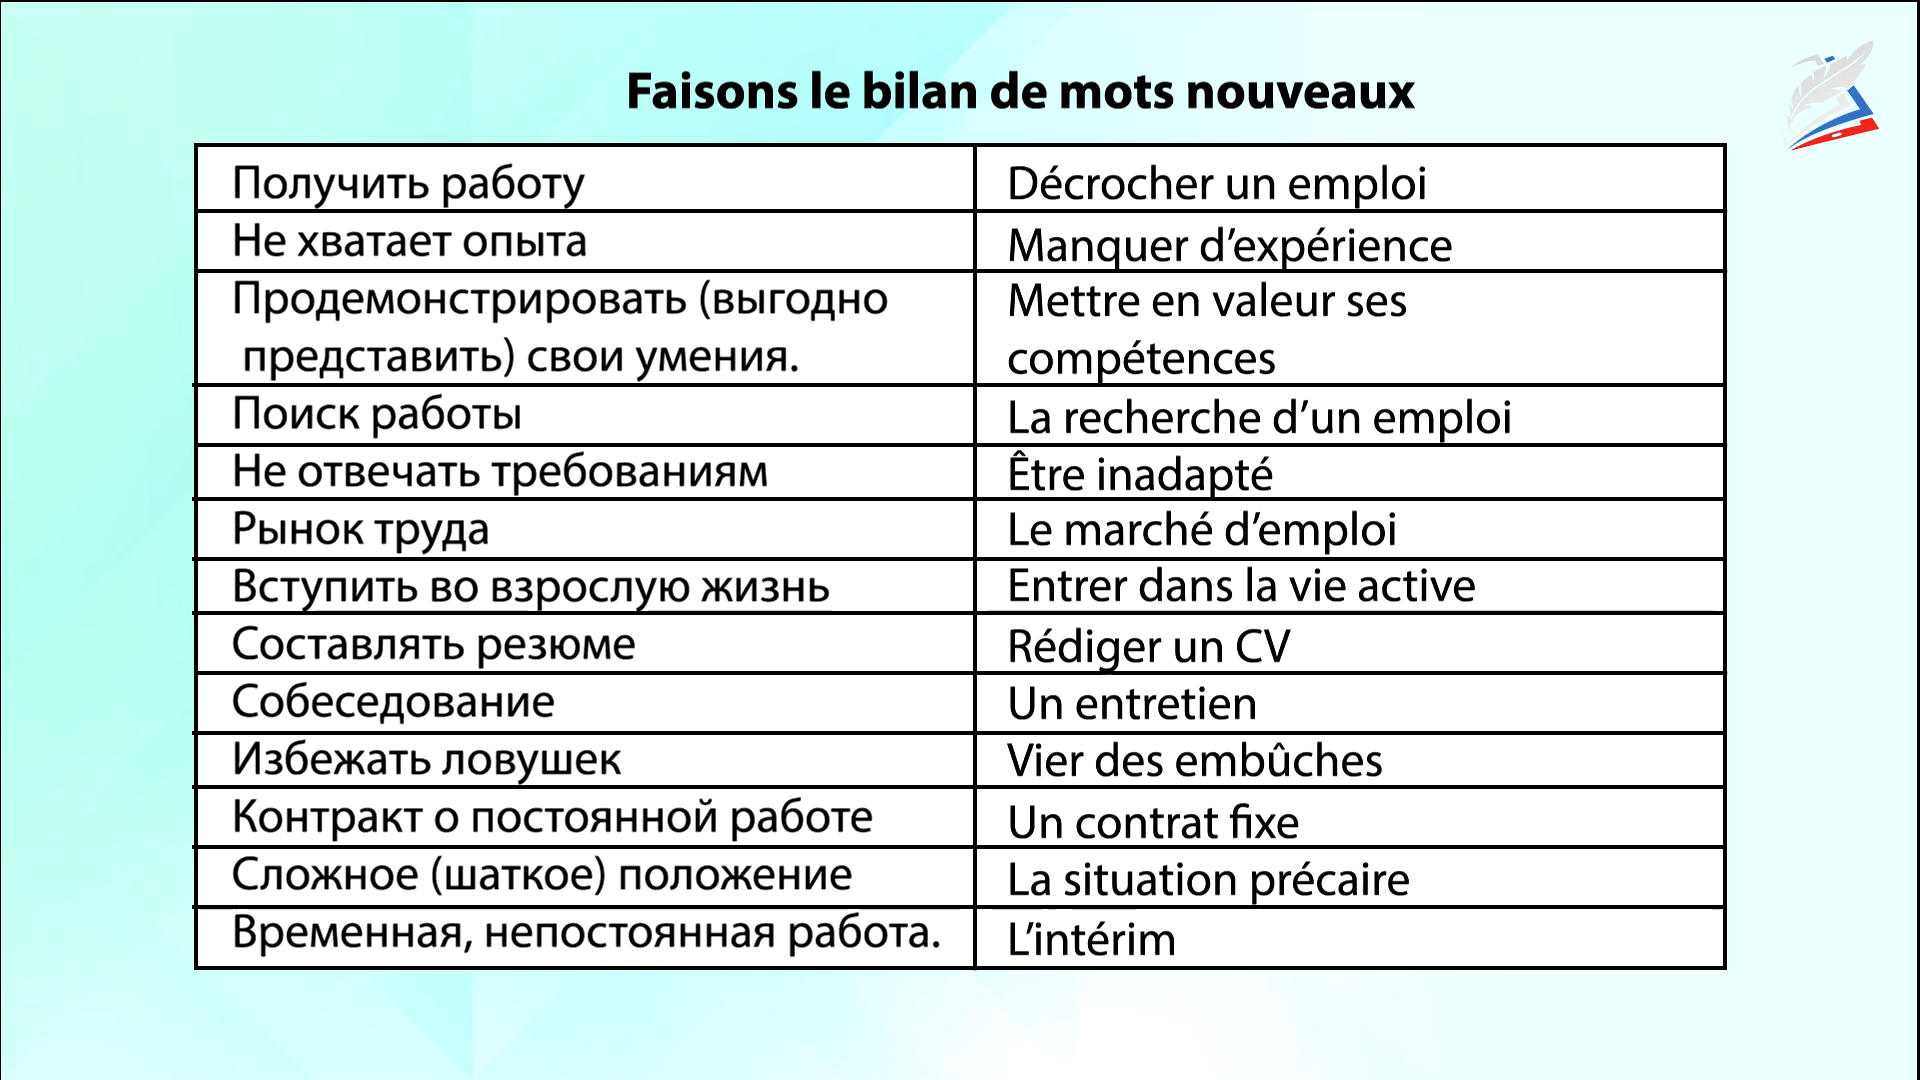 Faisons le bilan de mots nouveaux
Получить работу
Décrocher un emploi
Не хватает опыта
Manquer d’expérience
Продемонстрировать (выгодно
представить) свои умения.
Mettre en valeur ses
compétences
Поиск работы
La recherche d’un emploi
Не отвечать требованиям
Être inadapté
Рынок труда
Le marché d’emploi
Вступить во взрослую жизнь
Entrer dans la vie active
Составлять резюме
Rédiger un CV
Собеседование
Un entretien
Избежать ловушек
Vier des embûches
Контракт о постоянной работе
Un contrat fixe
Сложное (шаткое) положение
La situation précaire
Временная, непостоянная работа.
L’intérim